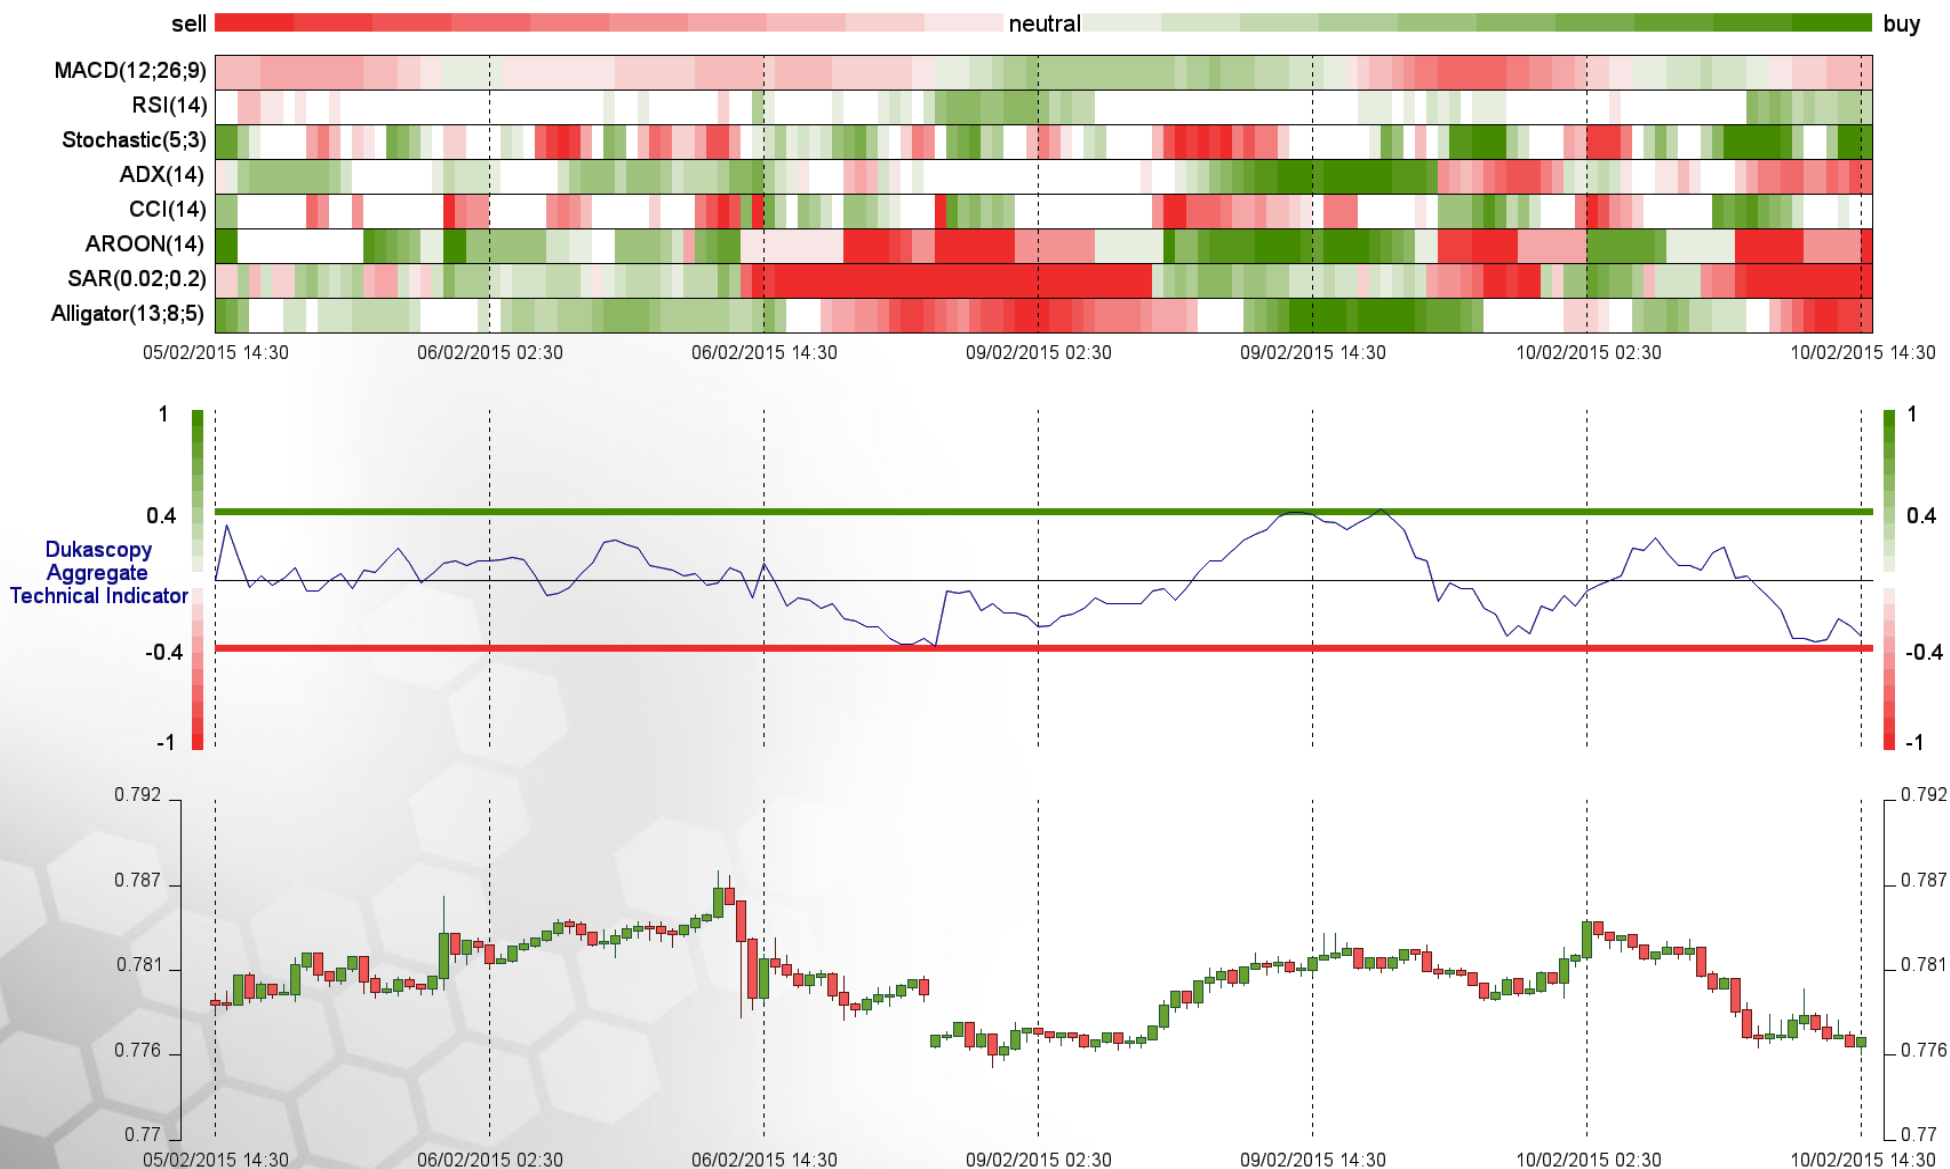 sell neutral buy
MACD(12;26;9)
RSI(14)
Stochastic(5;3)
ADX(14)
CCI(14)
AROON(14)
SAR(0.02;0.2)
Alligator(13;8;5)
05/02/2015 14:30 06/02/2015 02:30 06/02/2015 14:30 09/02/2015 02:30 09/02/2015 14:30 10/02/2015 02:30 10/02/2015 14:30
1 1
0.4 0.4
Dukascopy
Aggregate
Technical Indicator
-0.4 -0.4
-1 -1
0.792 0.792
0.787 0.787
0.781 0.781
0.776 0.776
0.77 0.77
05/02/2015 14:30 06/02/2015 02:30 06/02/2015 14:30 09/02/2015 02:30 09/02/2015 14:30 10/02/2015 02:30 10/02/2015 14:30